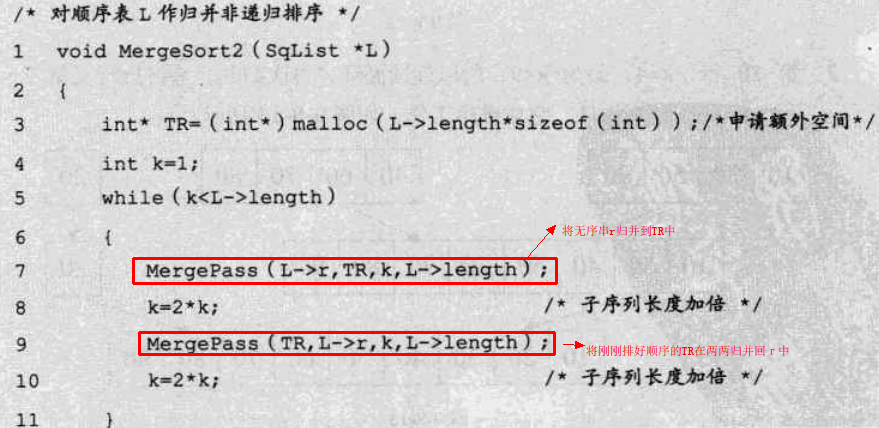 /* 对顺序表L作归并非递归排序 */
1 void MergeSort2(SqList *L)
2 {
3 int* TR=(int*)malloc(L->length*sizeof(int));/*申请额外空间*/
4 int k=1;
5 while(k<L->length)
6 {
将无序串r归并到TR中
7 MergePass(L->r,TR,k,L->length);
8 k=2*k; /* 子序列长度加倍 */
9 MergePass(TR,L->r,k,L->length);
将刚刚排好顺序的TR在两两归并回 r 中
10 k=2*k; /* 子序列长度加倍 */
11 }